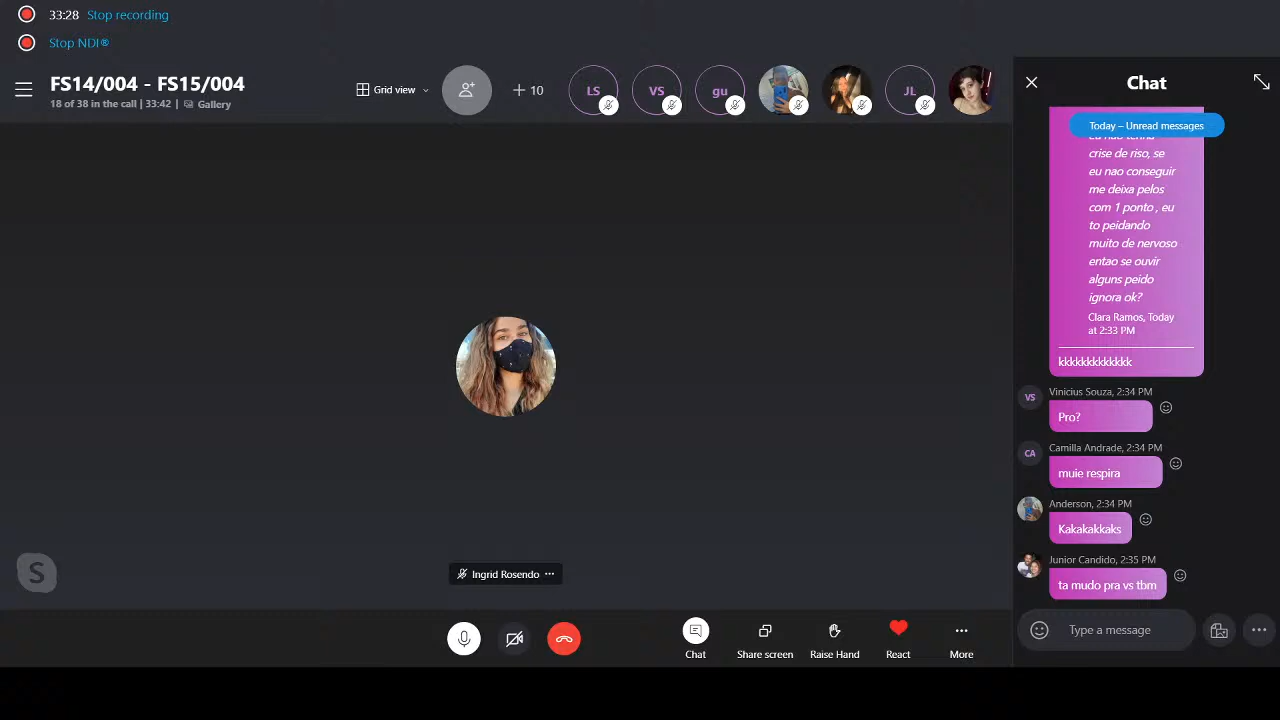 33:28 Stop recording
Stop NDI®
FS14/004 - FS15/004
18 of 38 in the call | 33:42 | Gallery
Grid view
+ 10
LS
VS
gu
JL
Chat
Today – Unread messages
eu nao tenha
crise de riso, se
eu nao conseguir
me deixa pelos
com 1 ponto , eu
to peidando
muito de nervoso
entao se ouvir
alguns peido
ignora ok?
Clara Ramos, Today
at 2:33 PM
kkkkkkkkkkkkk
Vinicius Souza, 2:34 PM
VS
Pro?
Camilla Andrade, 2:34 PM
CA
muie respira
Anderson, 2:34 PM
Kakakakkaks
Junior Candido, 2:35 PM
ta mudo pra vs tbm
Ingrid Rosendo
S
Chat
Share screen
Raise Hand
React
More
Type a message